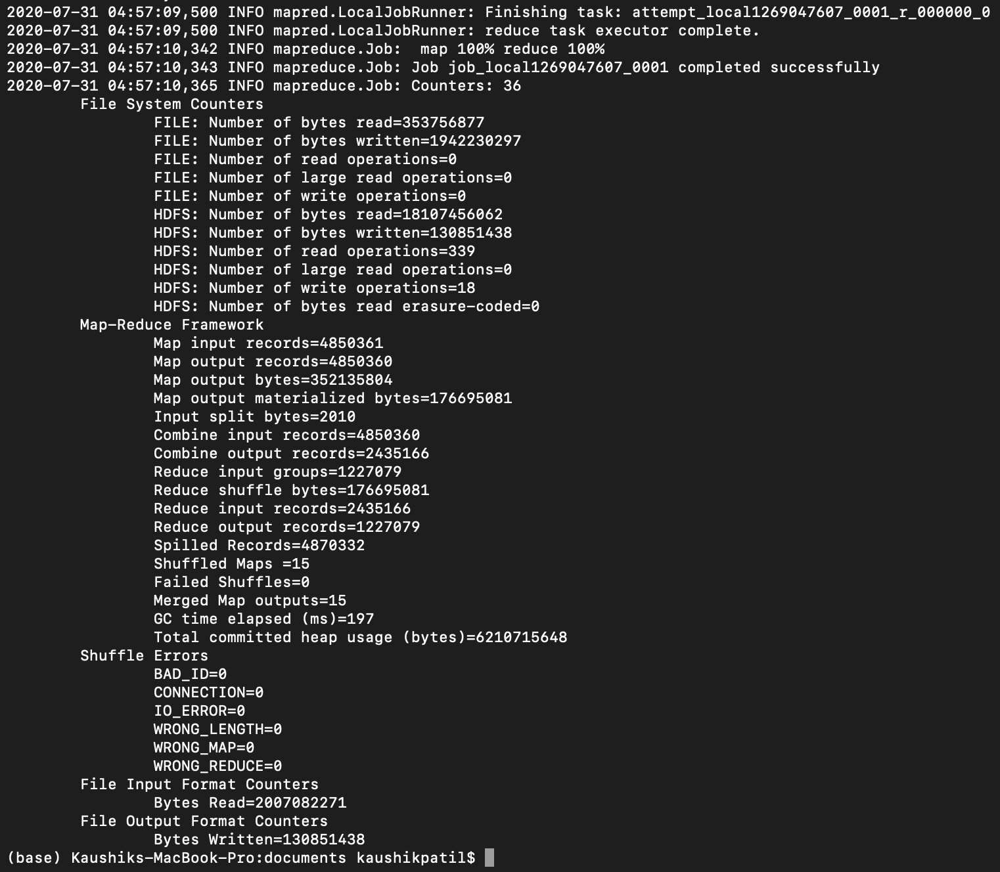 2020-07-31 04:57:09,500 INFO mapred.LocalJobRunner: Finishing task: attempt_local1269047607_0001_r_000000_0
2020-07-31 04:57:09,500 INFO mapred.LocalJobRunner: reduce task executor complete.
2020-07-31 04:57:10,342 INFO mapreduce.Job:  map 100% reduce 100%
2020-07-31 04:57:10,343 INFO mapreduce.Job: Job job_local1269047607_0001 completed successfully
2020-07-31 04:57:10,365 INFO mapreduce.Job: Counters: 36
File System Counters
FILE: Number of bytes read=353756877
FILE: Number of bytes written=1942230297
FILE: Number of read operations=0
FILE: Number of large read operations=0
FILE: Number of write operations=0
HDFS: Number of bytes read=18107456062
HDFS: Number of bytes written=130851438
HDFS: Number of read operations=339
HDFS: Number of large read operations=0
HDFS: Number of write operations=18
HDFS: Number of bytes read erasure-coded=0
Map-Reduce Framework
Map input records=4850361
Map output records=4850360
Map output bytes=352135804
Map output materialized bytes=176695081
Input split bytes=2010
Combine input records=4850360
Combine output records=2435166
Reduce input groups=1227079
Reduce shuffle bytes=176695081
Reduce input records=2435166
Reduce output records=1227079
Spilled Records=4870332
Shuffled Maps =15
Failed Shuffles=0
Merged Map outputs=15
GC time elapsed (ms)=197
Total committed heap usage (bytes)=6210715648
Shuffle Errors
BAD_ID=0
CONNECTION=0
IO_ERROR=0
WRONG_LENGTH=0
WRONG_MAP=0
WRONG_REDUCE=0
File Input Format Counters
Bytes Read=2007082271
File Output Format Counters
Bytes Written=130851438
(base) Kaushiks-MacBook-Pro:documents kaushikpatil$